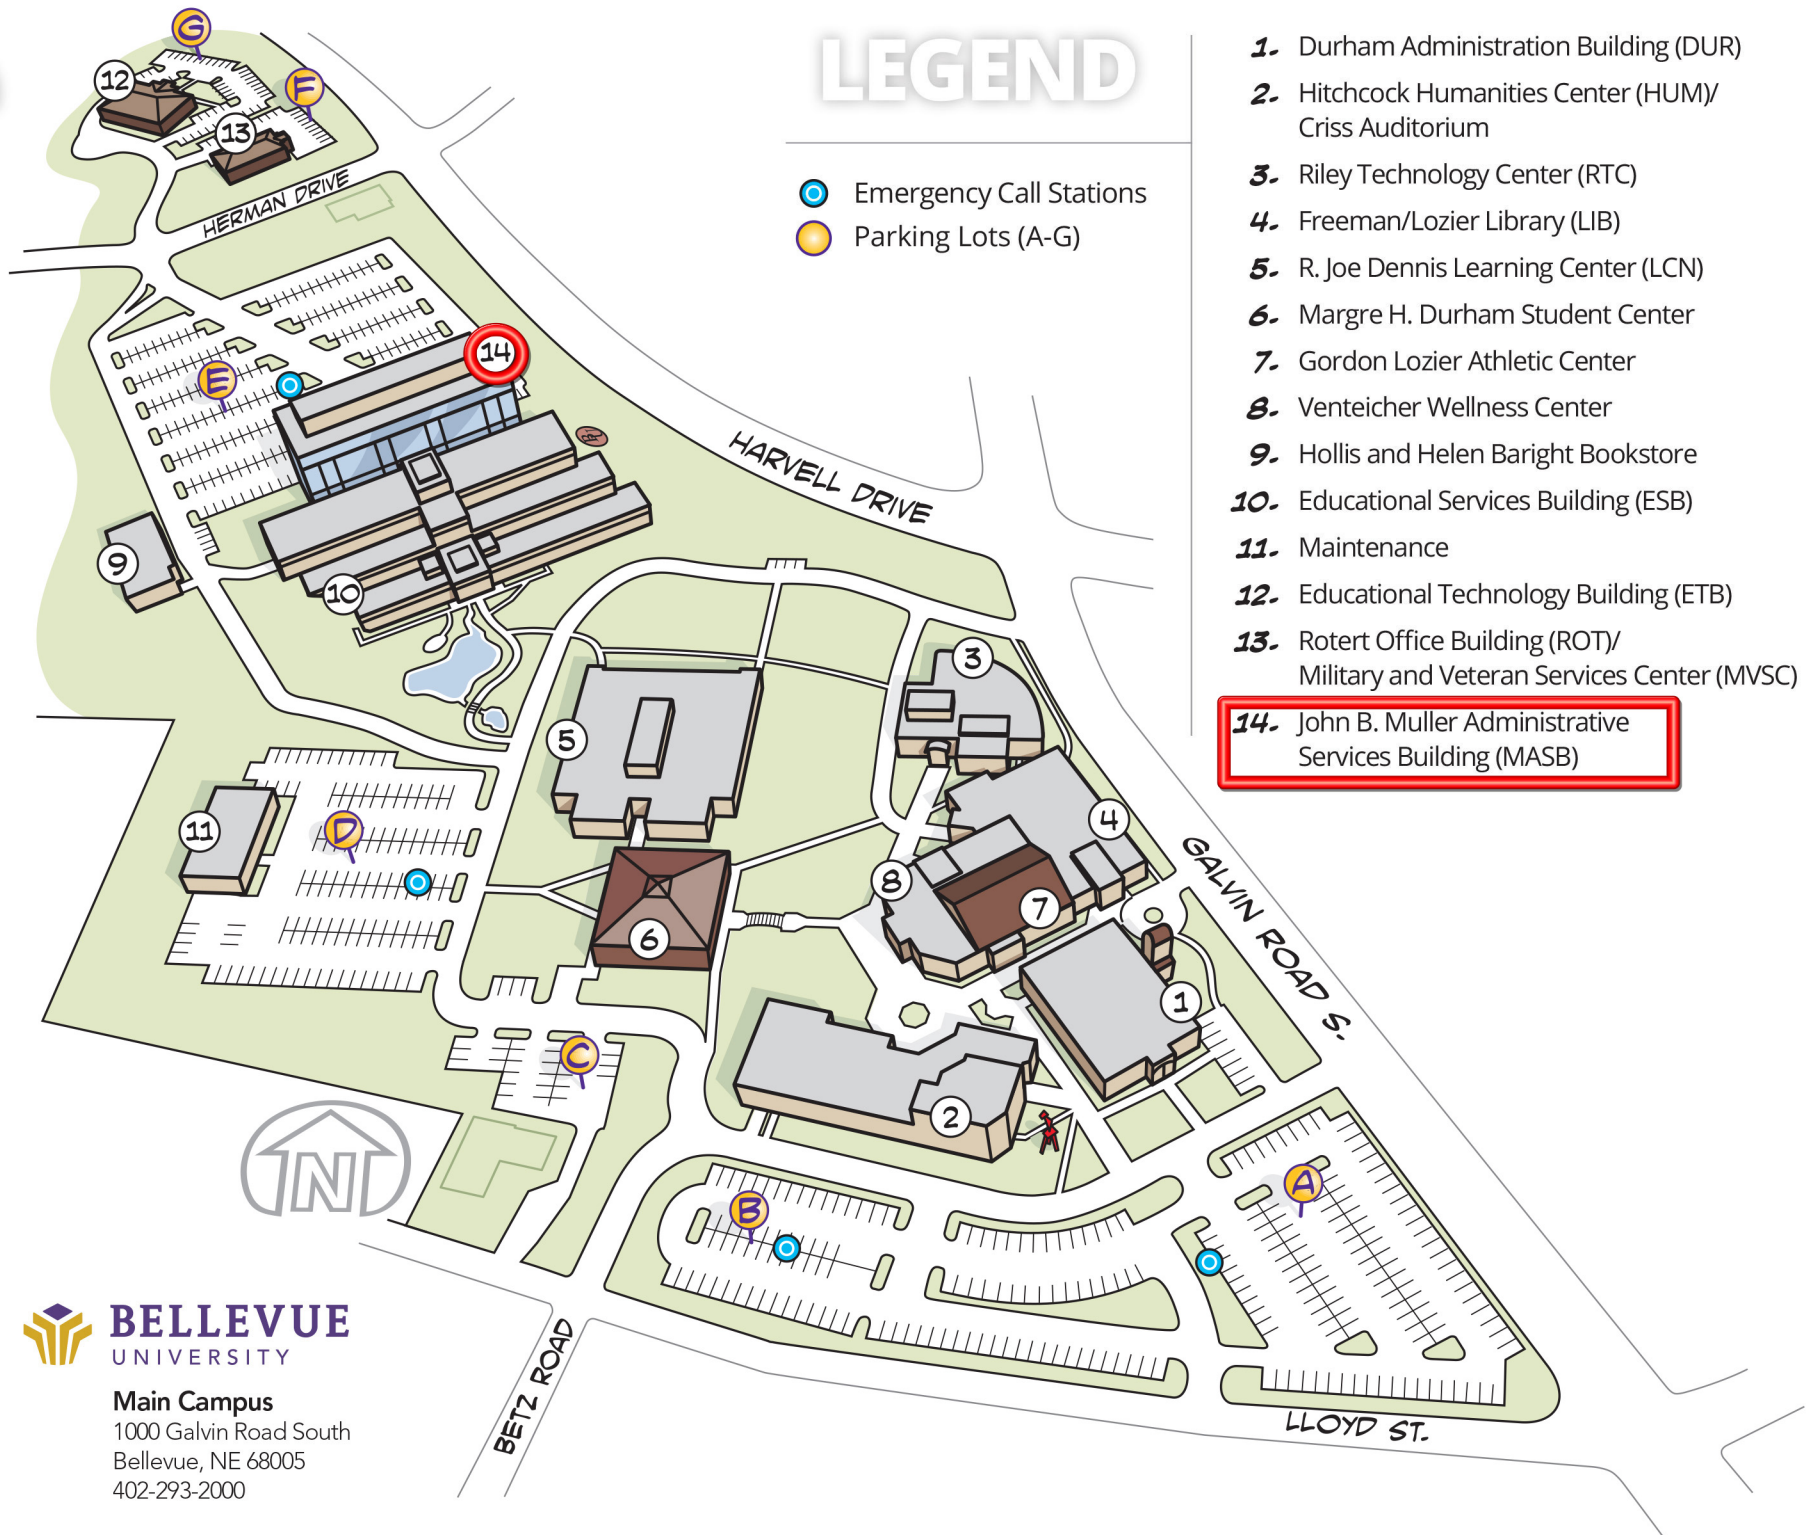 LEGEND
Emergency Call Stations
Parking Lots (A-G)
1. Durham Administration Building (DUR)
2. Hitchcock Humanities Center (HUM)/
Criss Auditorium
3. Riley Technology Center (RTC)
4. Freeman/Lozier Library (LIB)
5. R. Joe Dennis Learning Center (LCN)
6. Margre H. Durham Student Center
7. Gordon Lozier Athletic Center
8. Venteicher Wellness Center
9. Hollis and Helen Baright Bookstore
10. Educational Services Building (ESB)
11. Maintenance
12. Educational Technology Building (ETB)
13. Rotert Office Building (ROT)/
Military and Veteran Services Center (MVSC)
14. John B. Muller Administrative
Services Building (MASB)
G
12
F
13
HERMAN DRIVE
14
E
HARVELL DRIVE
9
10
3
5
4
11
D
8
7
GALVIN ROAD S.
6
1
C
2
N
A
B
BETZ ROAD
LLOYD ST.
BELLEVUE
UNIVERSITY
Main Campus
1000 Galvin Road South
Bellevue, NE 68005
402-293-2000